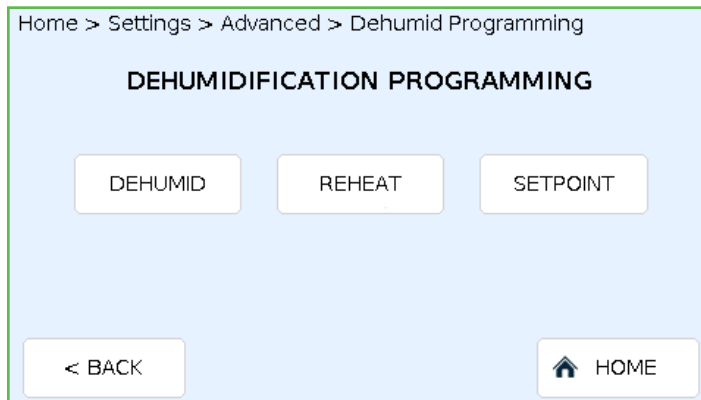 Home > Settings > Advanced > Dehumid Programming
DEHUMIDIFICATION PROGRAMMING
DEHUMID REHEAT SETPOINT
< BACK HOME